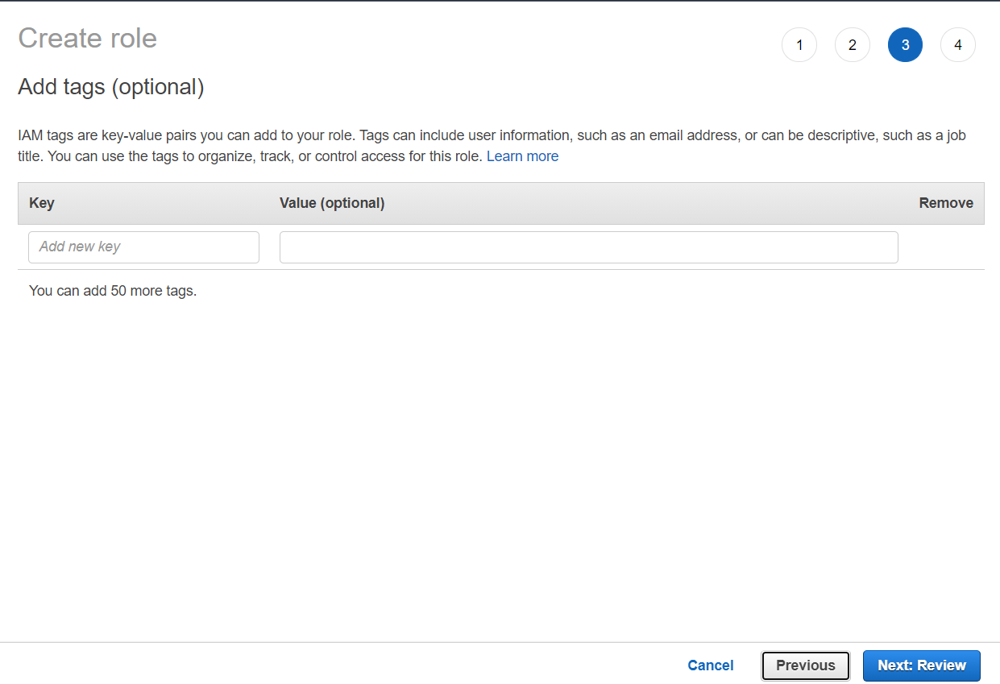 Create role
1 2 3 4
Add tags (optional)
IAM tags are key-value pairs you can add to your role. Tags can include user information, such as an email address, or can be descriptive, such as a job
title. You can use the tags to organize, track, or control access for this role. Learn more
Key Value (optional) Remove
Add new key
You can add 50 more tags.
Cancel Previous Next: Review